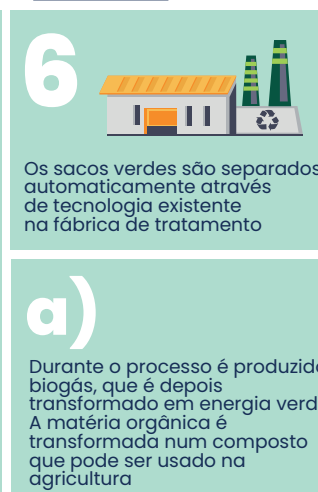 6
Os sacos verdes são separados
automaticamente através
de tecnologia existente
na fábrica de tratamento
a)
Durante o processo é produzido
biogás, que é depois
transformado em energia verd
A matéria orgânica é
transformada num composto
que pode ser usado na
agricultura